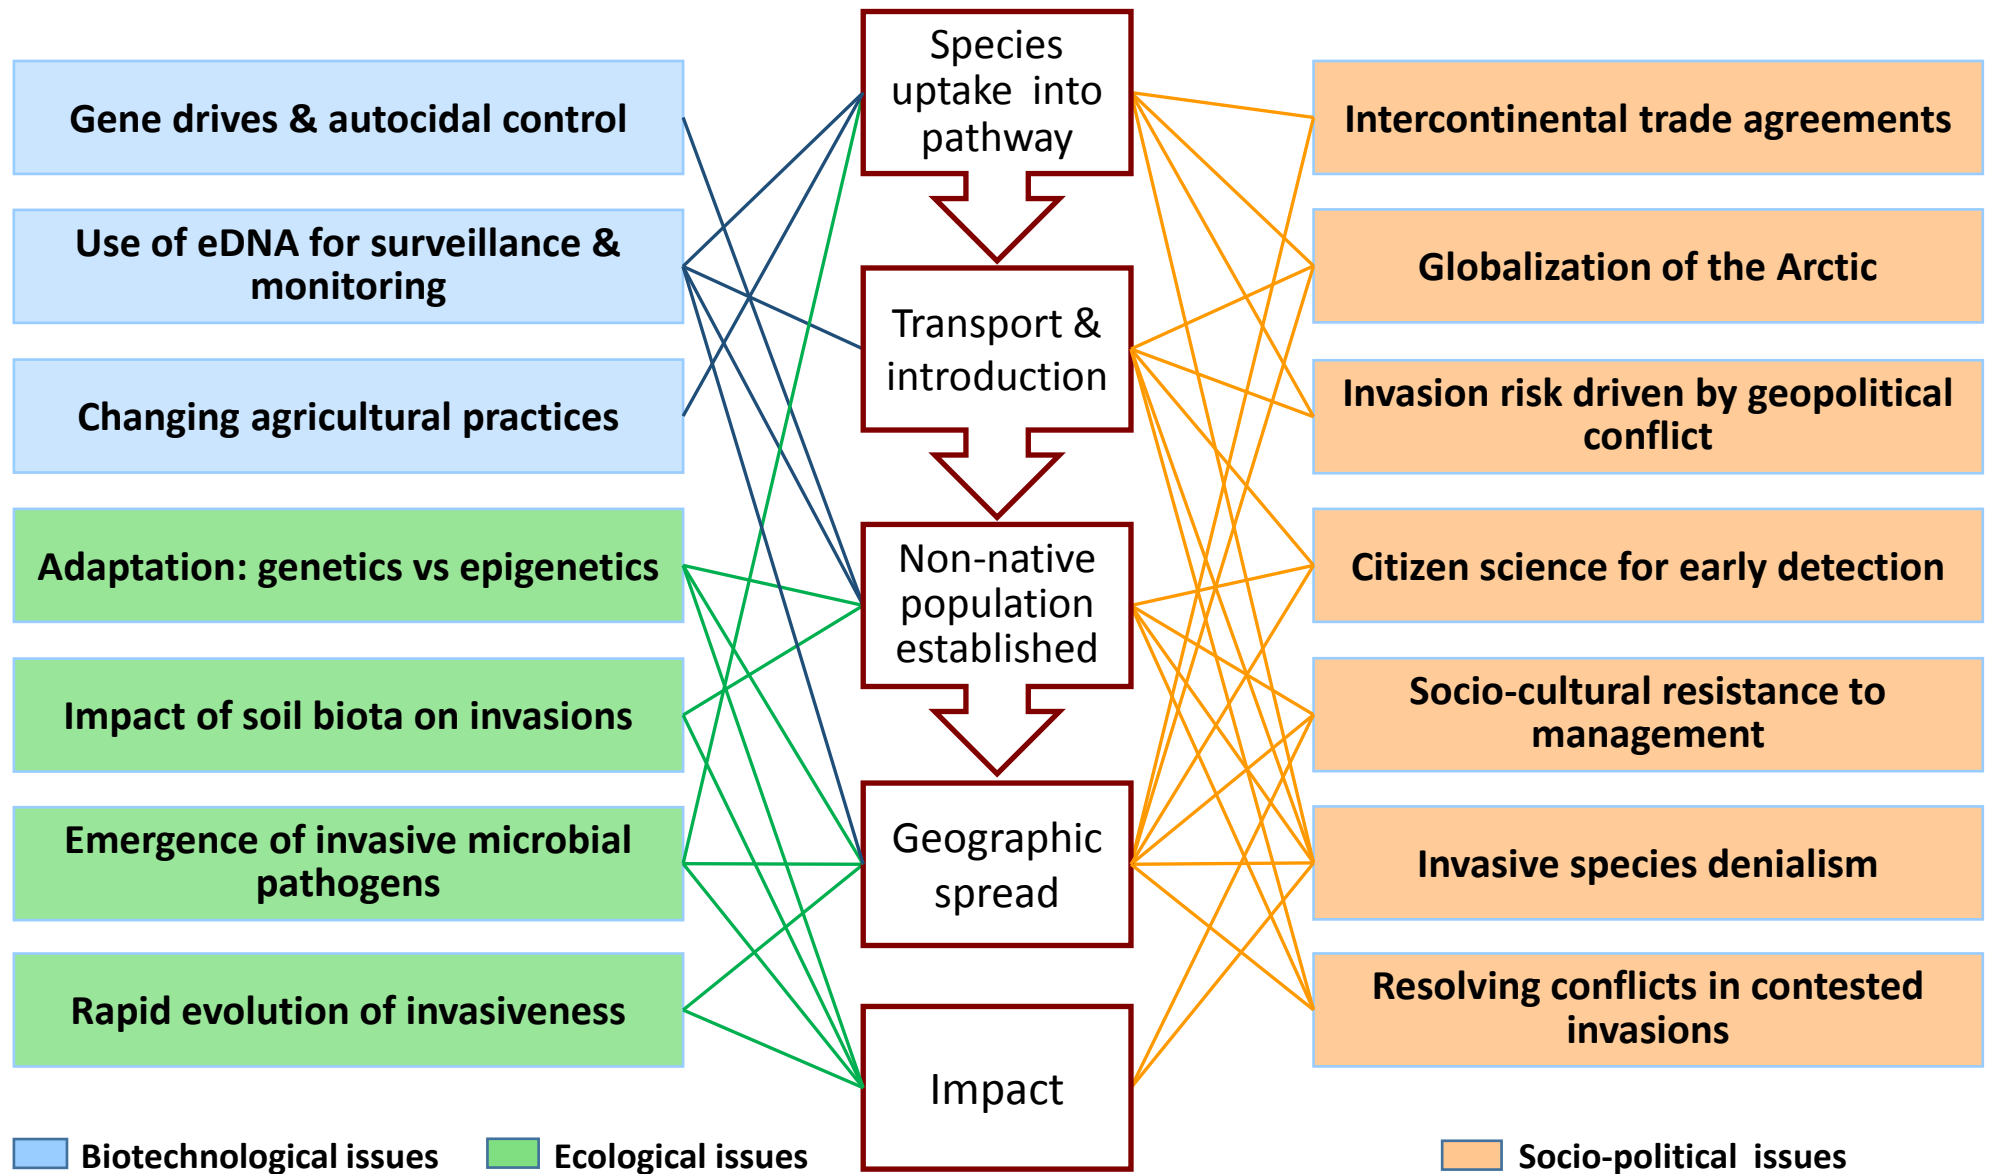 Gene drives & autocidal control
Use of eDNA for surveillance &
monitoring
Changing agricultural practices
Adaptation: genetics vs epigenetics
Impact of soil biota on invasions
Emergence of invasive microbial
pathogens
Rapid evolution of invasiveness
Species
uptake into
pathway
Transport &
introduction
Non-native
population
established
Geographic
spread
Impact
Intercontinental trade agreements
Globalization of the Arctic
Invasion risk driven by geopolitical
conflict
Citizen science for early detection
Socio-cultural resistance to
management
Invasive species denialism
Resolving conflicts in contested
invasions
Biotechnological issues
Ecological issues
Socio-political issues